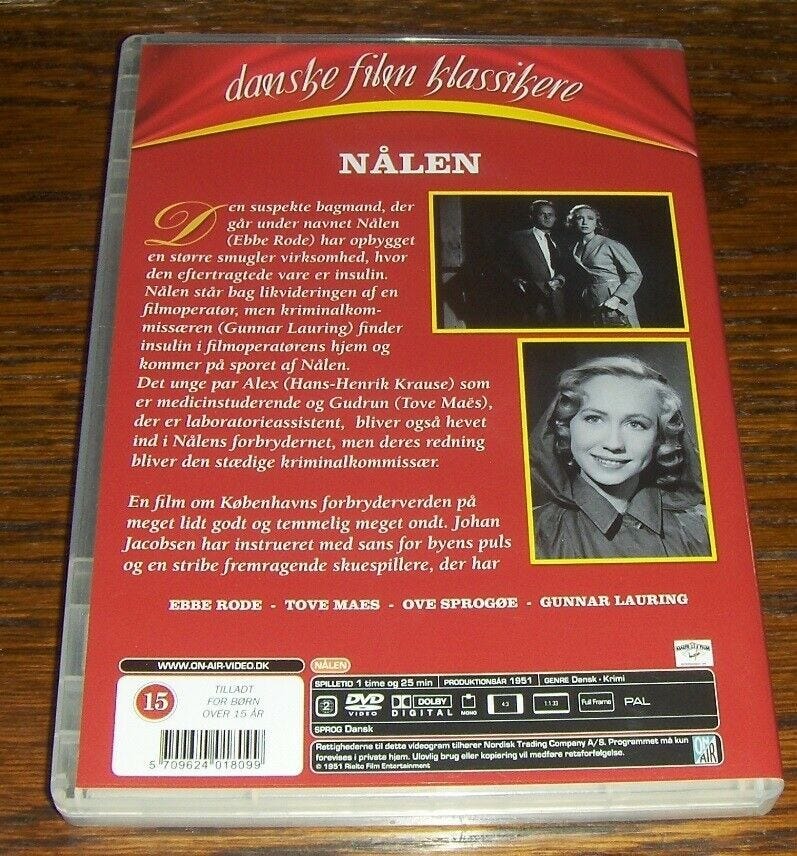 danske film klassikere
NÅLEN
Den suspekte bagmand, der
går under navnet Nålen
(Ebbe Rode) har opbygget
en større smugler virksomhed, hvor
den eftertragtede vare er insulin.
Nålen står bag likvideringen af en
filmoperatør, men kriminalkom-
missæren (Gunnar Lauring) finder
insulin i filmoperatørens hjem og
kommer på sporet af Nålen.
Det unge par Alex (Hans-Henrik Krause) som
er medicinstuderende og Gudrun (Tove Maës),
der er laboratorieassistent, bliver også hevet
ind i Nålens forbrydernet, men deres redning
bliver den stædige kriminalkommissær.
En film om Københavns forbryderverden på
meget lidt godt og temmelig meget ondt. Johan
Jacobsen har instrueret med sans for byens puls
og en stribe fremragende skuespillere, der har
EBBE RODE - TOVE MAES - OVE SPROGØE - GUNNAR LAURING
WWW.ON-AIR-VIDEO.DK
15
TILLADT
FOR BØRN
OVER 15 ÅR
5 709624 018099
NÅLEN
SPILLETID 1 time og 25 min PRODUKTIONSÅR 1951 GENRE Dansk - Krimi
2 DVD VIDEO DOLBY DIGITAL MONO 4:3 1:1.33 Full Frame PAL
SPROG Dansk
Rettighederne til dette videogram tilhører Nordisk Trading Company A/S. Programmet må kun
forevises i privat hjem. Ulovlig brug eller kopiering vil medføre retsforfølgelse.
© 1951 Rialto Film Entertainment
ON AIR